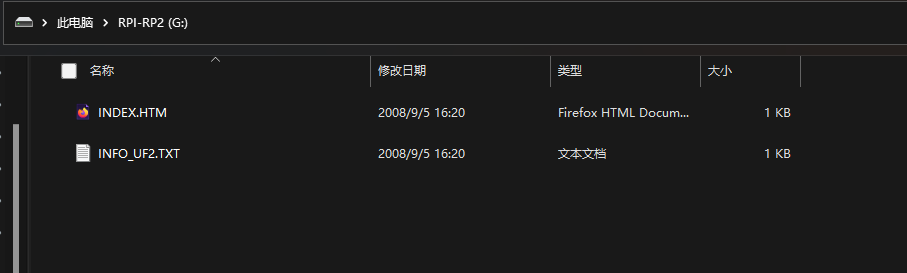 此电脑 RPI-RP2 (G:)
名称 修改日期 类型 大小
INDEX.HTM 2008/9/5 16:20 Firefox HTML Docum... 1 KB
INFO_UF2.TXT 2008/9/5 16:20 文本文档 1 KB